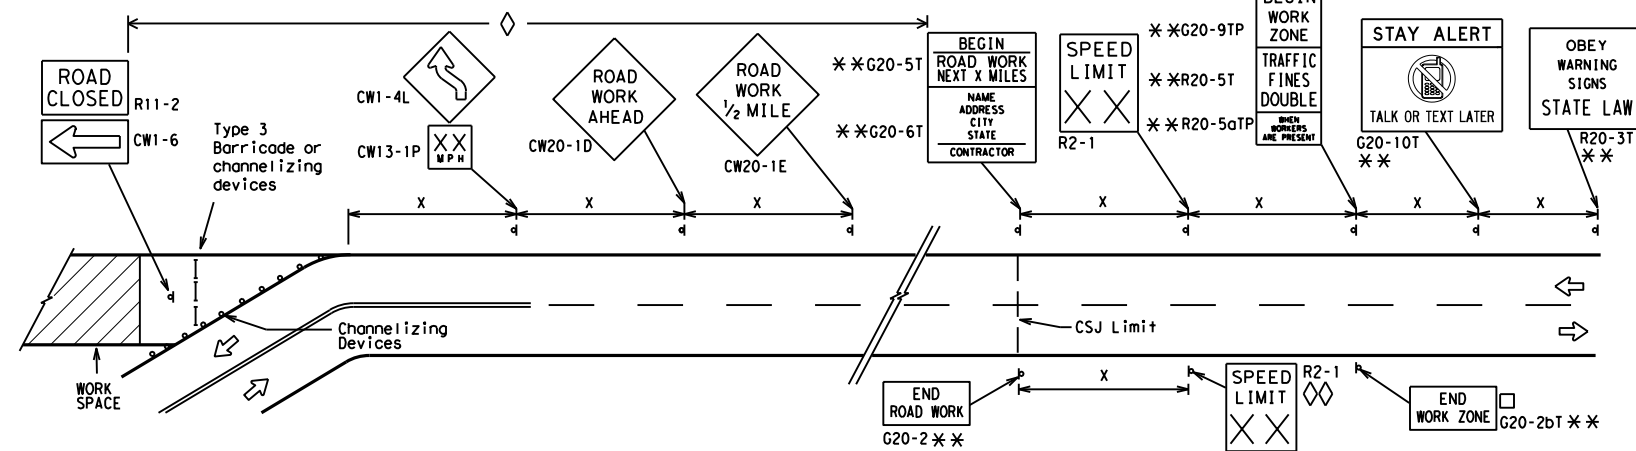 ROAD
CLOSED
R11-2
CW1-6
Type 3
Barricade or
channelizing
devices
CW1-4L
XX
MPH
CW13-1P
ROAD
WORK
AHEAD
CW20-1D
ROAD
WORK
1/2 MILE
CW20-1E
**G20-5T
**G20-6T
BEGIN
ROAD WORK
NEXT X MILES
NAME
ADDRESS
CITY
STATE
CONTRACTOR
SPEED
LIMIT
XX
R2-1
**G20-9TP
**R20-5T
**R20-5aTP
BEGIN
WORK
ZONE
TRAFFIC
FINES
DOUBLE
WHEN
WORKERS
ARE PRESENT
STAY ALERT
TALK OR TEXT LATER
G20-10T
**
OBEY
WARNING
SIGNS
STATE LAW
R20-3T
**
X
X
X
X
X
X
X
Channelizing
Devices
CSJ Limit
WORK
SPACE
END
ROAD WORK
G20-2**
X
SPEED
LIMIT
XX
R2-1
END
WORK ZONE
G20-2bT**